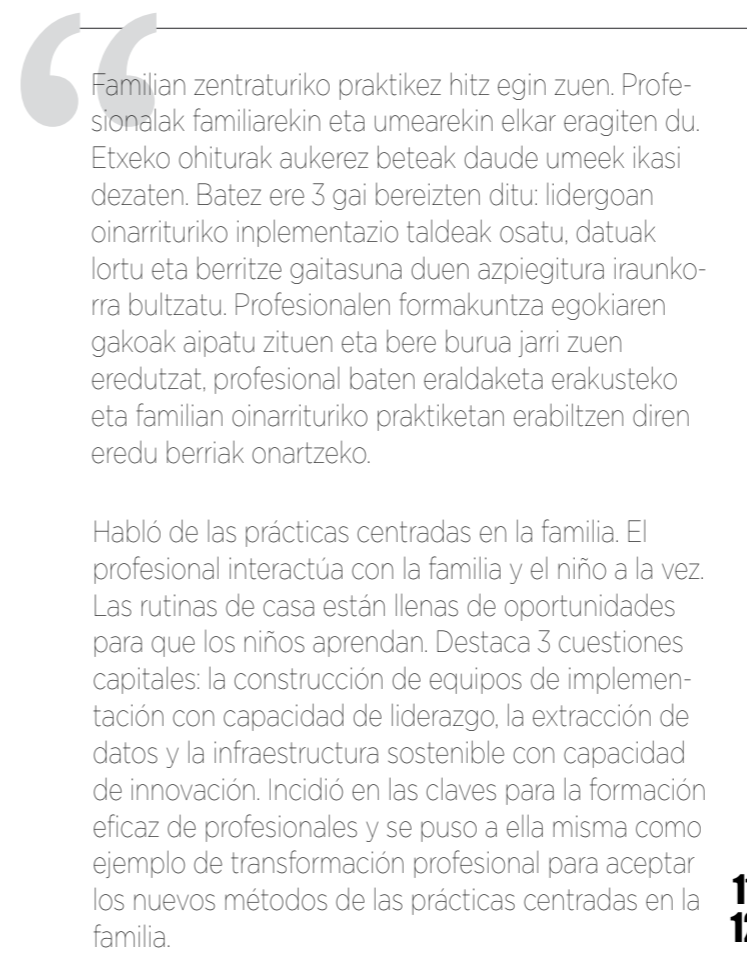 “
Familian zentraturiko praktikez hitz egin zuen. Profe-
sionalak familiarekin eta umearekin elkar eragiten du.
Etxeko ohiturak aukerez beteak daude umeek ikasi
dezaten. Batez ere 3 gai bereizten ditu: lidergoan
oinarrituriko inplementazio taldeak osatu, datuak
lortu eta berritze gaitasuna duen azpiegitura iraunko-
rra bultzatu. Profesionalen formakuntza egokiaren
gakoak aipatu zituen eta bere burua jarri zuen
eredutzat, profesional baten eraldaketa erakusteko
eta familian oinarrituriko praktiketan erabiltzen diren
eredu berriak onartzeko.
Habló de las prácticas centradas en la familia. El
profesional interactúa con la familia y el niño a la vez.
Las rutinas de casa están llenas de oportunidades
para que los niños aprendan. Destaca 3 cuestiones
capitales: la construcción de equipos de implemen-
tación con capacidad de liderazgo, la extracción de
datos y la infraestructura sostenible con capacidad
de innovación. Incidió en las claves para la formación
eficaz de profesionales y se puso a ella misma como
ejemplo de transformación profesional para aceptar
los nuevos métodos de las prácticas centradas en la
familia.
11
12